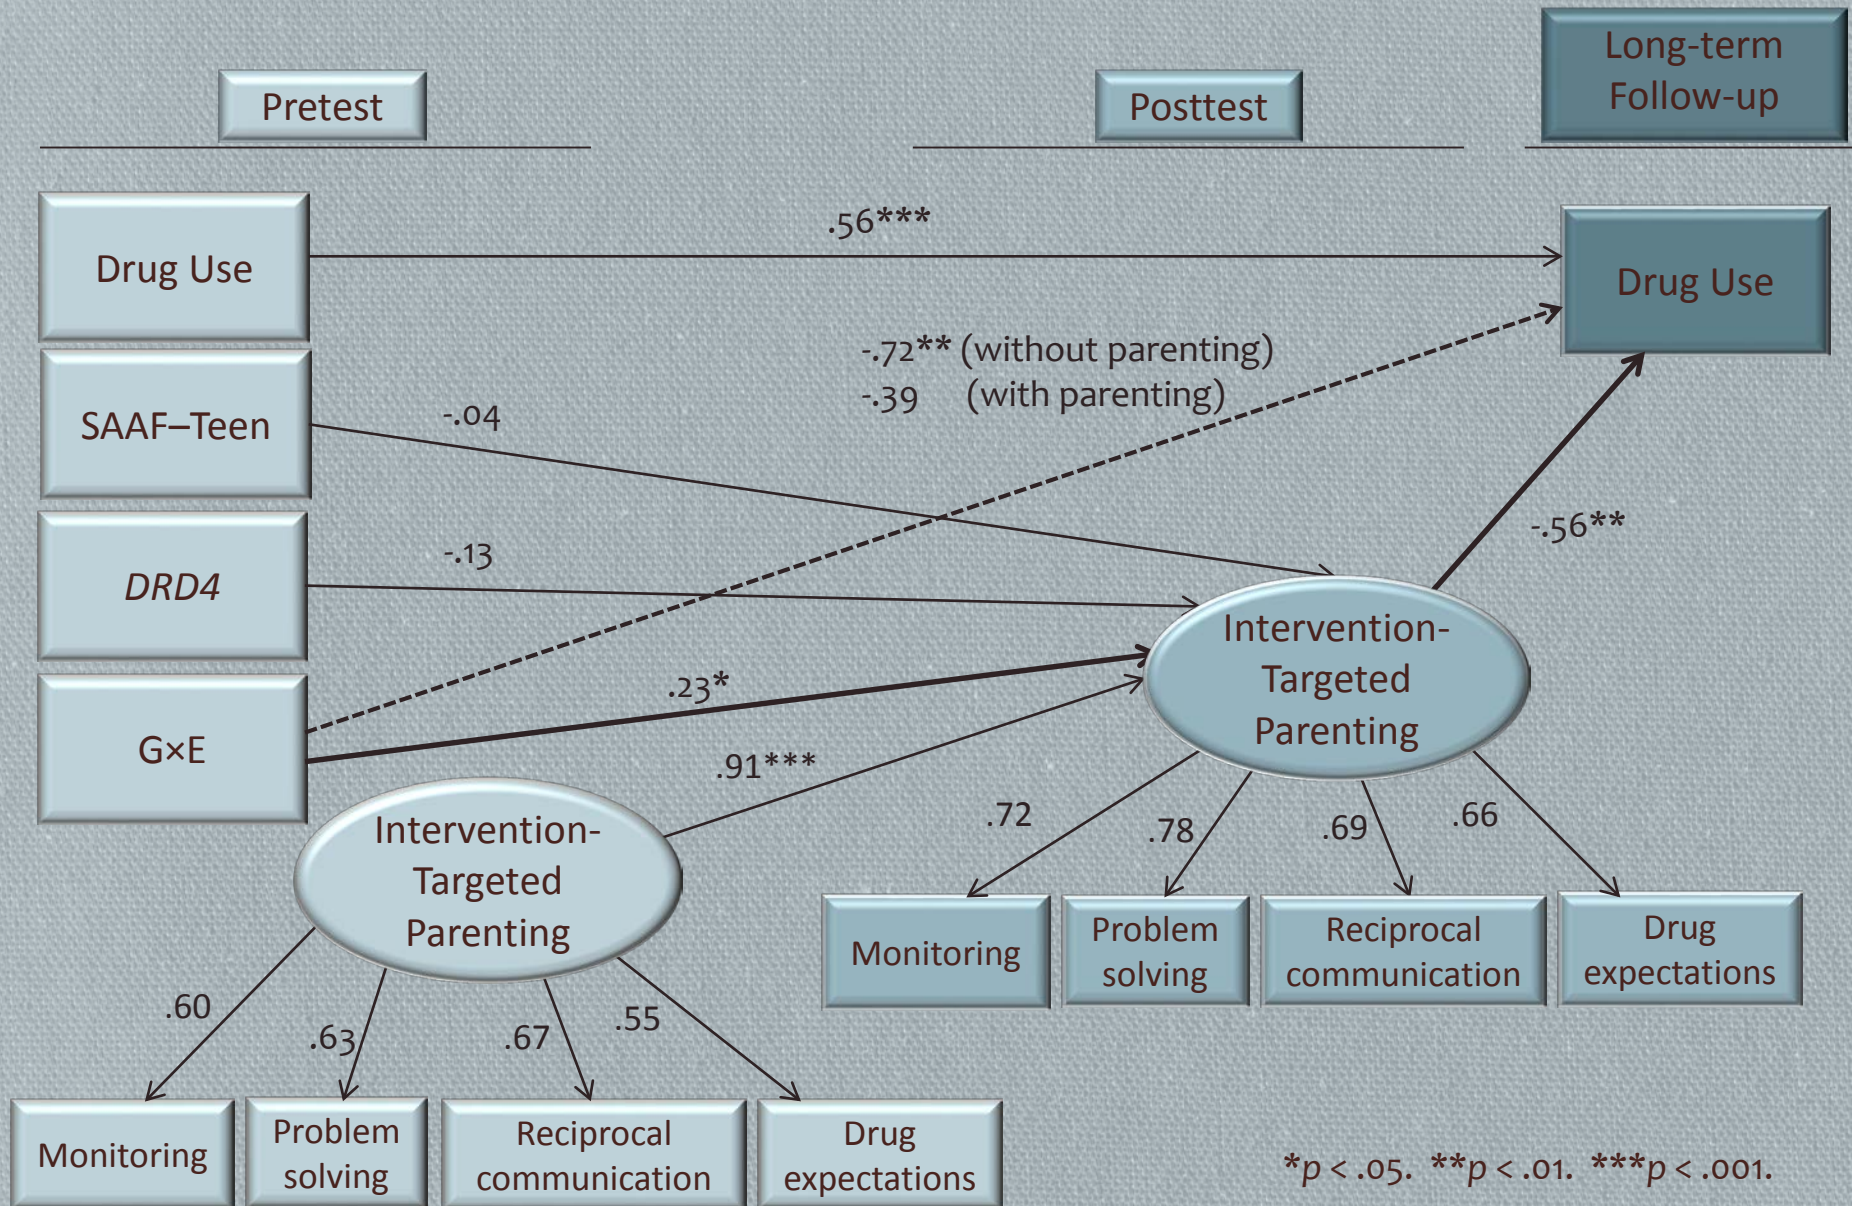 Pretest
Posttest
Long-term
Follow-up
Drug Use
.56***
Drug Use
-.72** (without parenting)
-.39 (with parenting)
SAAF–Teen
-.04
DRD4
-.13
-.56**
Intervention-
Targeted
Parenting
G×E
.23*
.91***
Intervention-
Targeted
Parenting
.72
.78
.69
.66
Monitoring
Problem
solving
Reciprocal
communication
Drug
expectations
.60
.63
.67
.55
Monitoring
Problem
solving
Reciprocal
communication
Drug
expectations
*p < .05. **p < .01. ***p < .001.